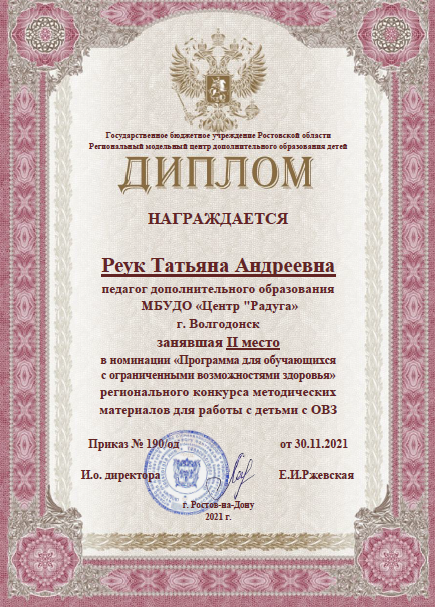 Государственное бюджетное учреждение Ростовской области
Региональный модельный центр дополнительного образования детей
ДИПЛОМ
НАГРАЖДАЕТСЯ
Реук Татьяна Андреевна
педагог дополнительного образования
МБУДО «Центр "Радуга»
г. Волгодонск
занявшая II место
в номинации «Программа для обучающихся
с ограниченными возможностями здоровья»
регионального конкурса методических
материалов для работы с детьми с ОВЗ
Приказ № 190/од от 30.11.2021
И.о. директора Е.И.Ржевская
г. Ростов-на-Дону
2021 г.